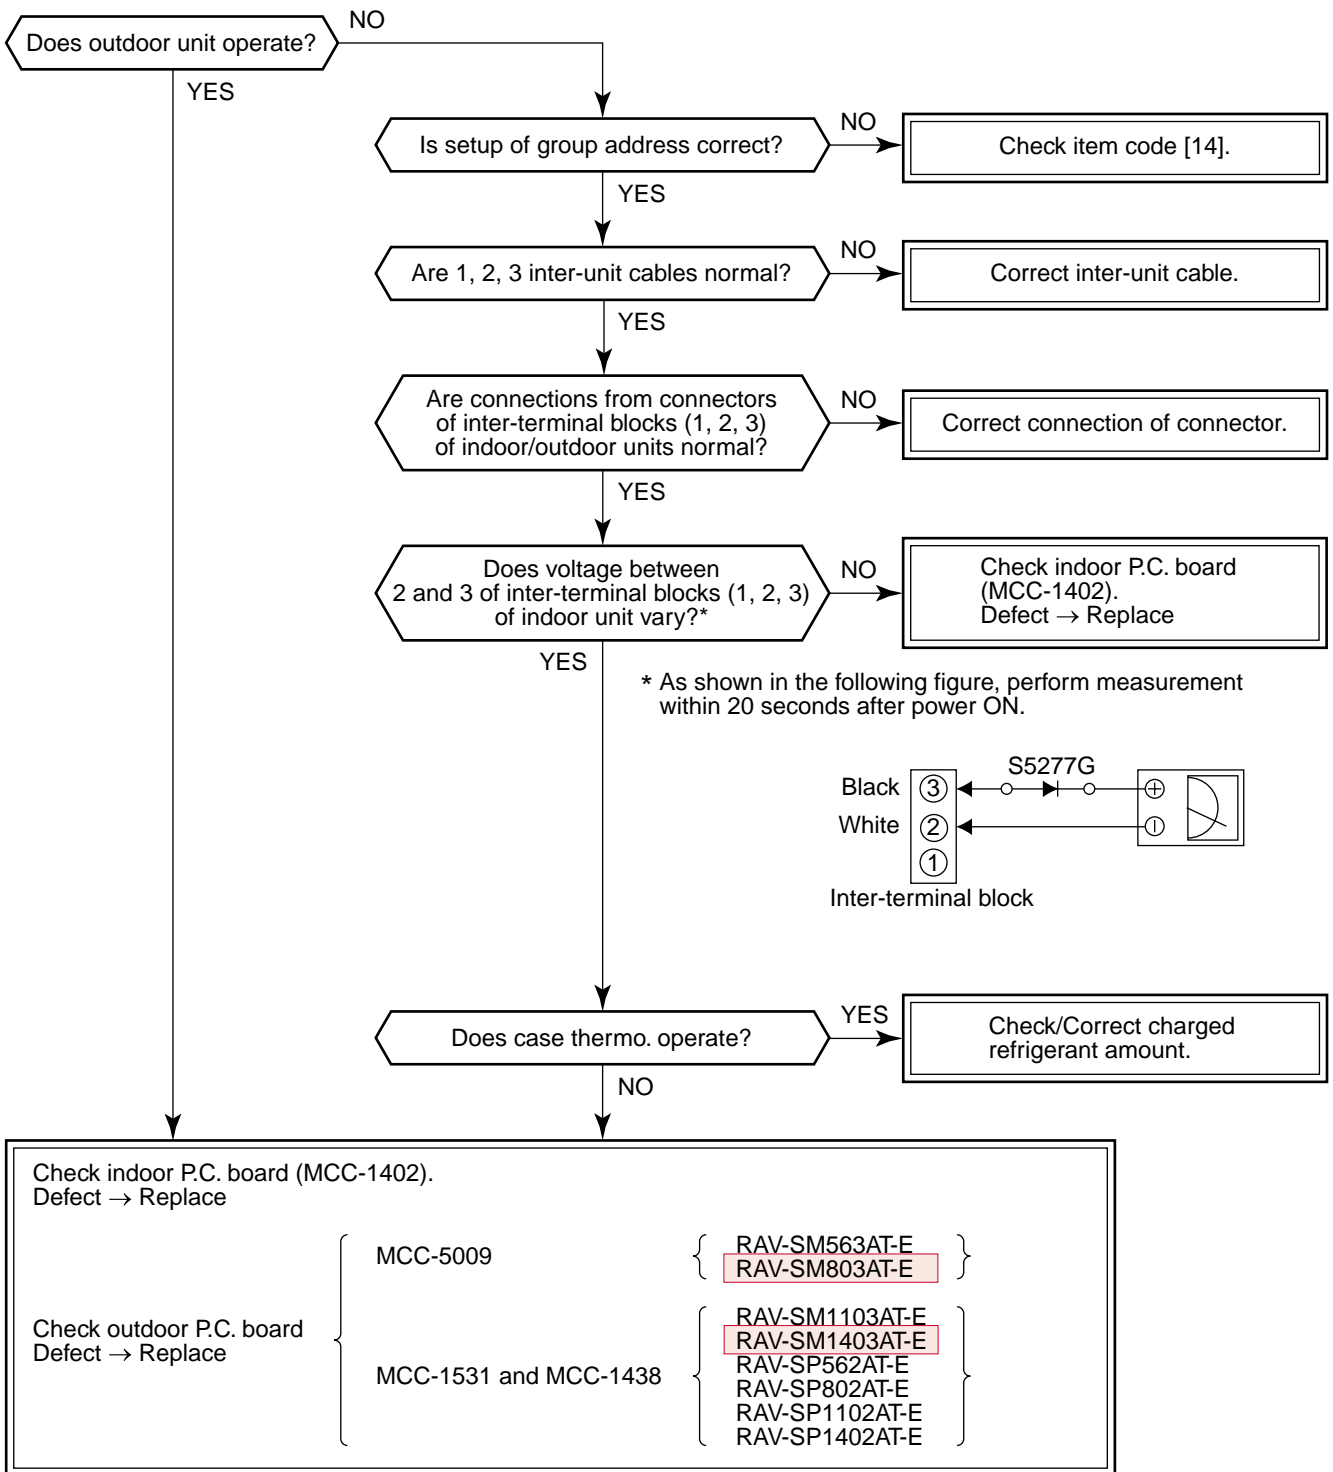 Does outdoor unit operate?
NO
YES
Is setup of group address correct?
NO
Check item code [14].
YES
Are 1, 2, 3 inter-unit cables normal?
NO
Correct inter-unit cable.
YES
Are connections from connectors
of inter-terminal blocks (1, 2, 3)
of indoor/outdoor units normal?
NO
Correct connection of connector.
YES
Does voltage between
2 and 3 of inter-terminal blocks (1, 2, 3)
of indoor unit vary?*
NO
Check indoor P.C. board
(MCC-1402).
Defect → Replace
YES
* As shown in the following figure, perform measurement
within 20 seconds after power ON.
S5277G
Black ③ +
White ② −
①
Inter-terminal block
Does case thermo. operate?
YES
Check/Correct charged
refrigerant amount.
NO
Check indoor P.C. board (MCC-1402).
Defect → Replace
Check outdoor P.C. board
Defect → Replace
MCC-5009
RAV-SM563AT-E
RAV-SM803AT-E
MCC-1531 and MCC-1438
RAV-SM1103AT-E
RAV-SM1403AT-E
RAV-SP562AT-E
RAV-SP802AT-E
RAV-SP1102AT-E
RAV-SP1402AT-E